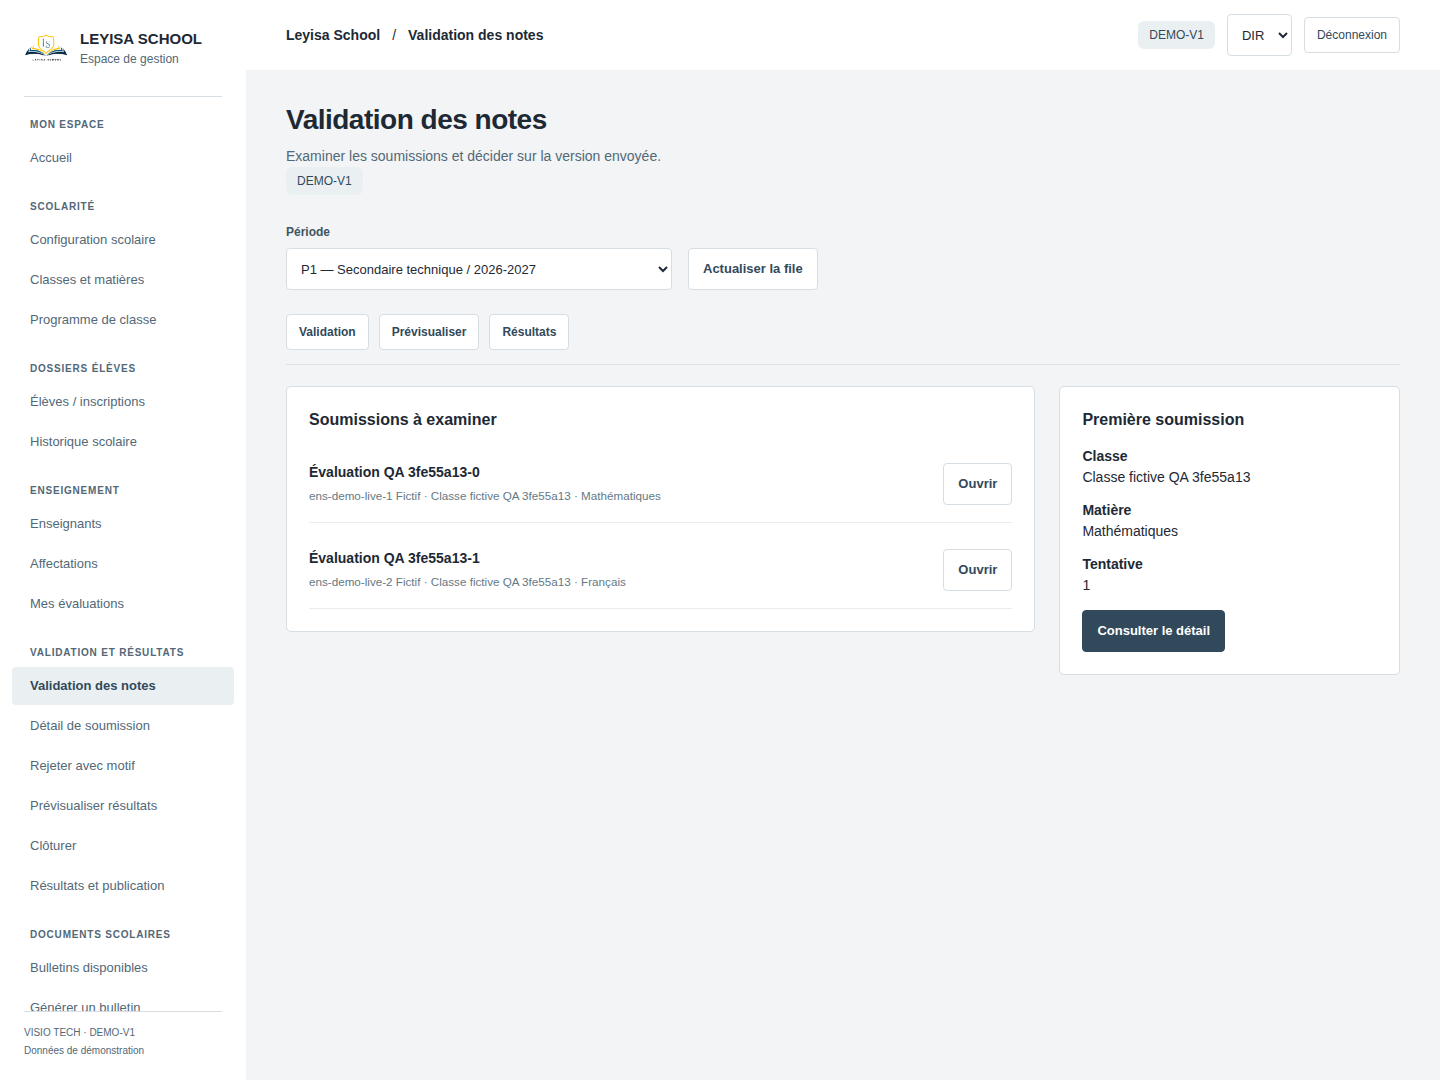 LEYISA SCHOOL
Espace de gestion
MON ESPACE
Accueil
SCOLARITÉ
Configuration scolaire
Classes et matières
Programme de classe
DOSSIERS ÉLÈVES
Élèves / inscriptions
Historique scolaire
ENSEIGNEMENT
Enseignants
Affectations
Mes évaluations
VALIDATION ET RÉSULTATS
Validation des notes
Détail de soumission
Rejeter avec motif
Prévisualiser résultats
Clôturer
Résultats et publication
DOCUMENTS SCOLAIRES
Bulletins disponibles
Générer un bulletin
VISIO TECH · DEMO-V1
Données de démonstration
Leyisa School / Validation des notes
DEMO-V1
DIR
Déconnexion
Validation des notes
Examiner les soumissions et décider sur la version envoyée.
DEMO-V1
Période
P1 — Secondaire technique / 2026-2027
Actualiser la file
Validation
Prévisualiser
Résultats
Soumissions à examiner
Évaluation QA 3fe55a13-0
ens-demo-live-1 Fictif · Classe fictive QA 3fe55a13 · Mathématiques
Ouvrir
Évaluation QA 3fe55a13-1
ens-demo-live-2 Fictif · Classe fictive QA 3fe55a13 · Français
Ouvrir
Première soumission
Classe
Classe fictive QA 3fe55a13
Matière
Mathématiques
Tentative
1
Consulter le détail